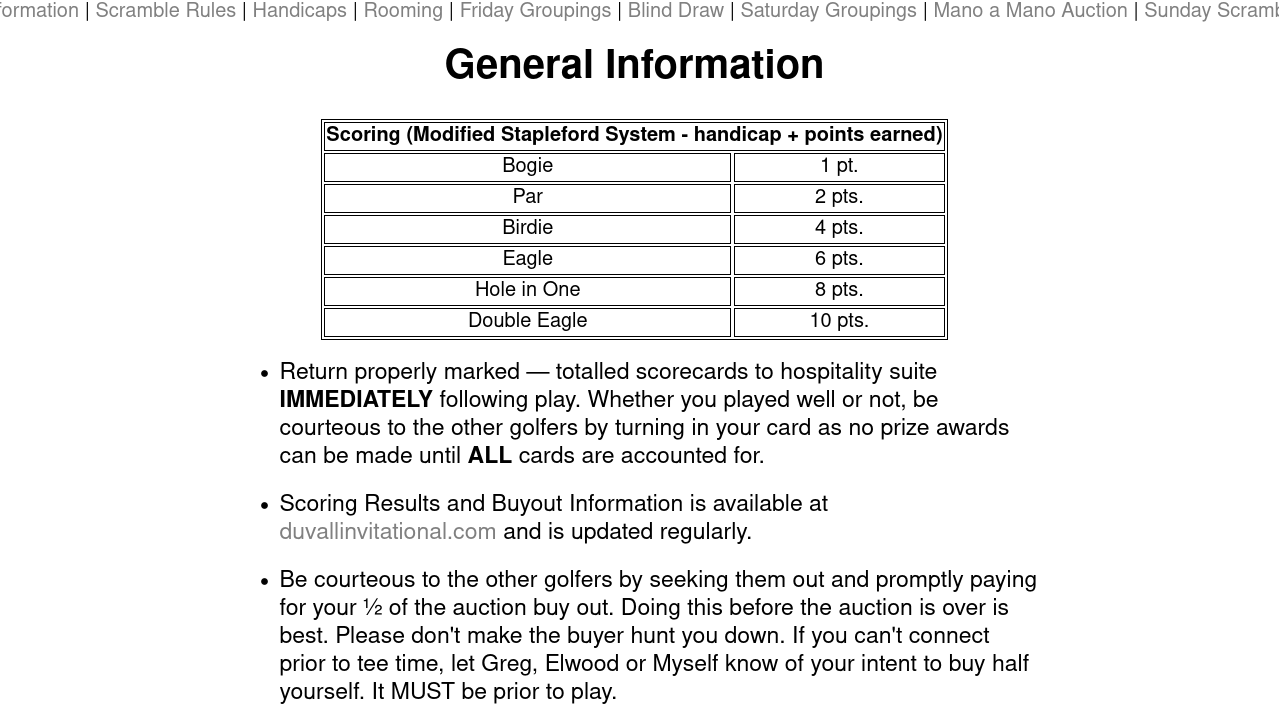 formation | Scramble Rules | Handicaps | Rooming | Friday Groupings | Blind Draw | Saturday Groupings | Mano a Mano Auction | Sunday Scramb
General Information
Scoring (Modified Stapleford System - handicap + points earned)
Bogie 1 pt.
Par 2 pts.
Birdie 4 pts.
Eagle 6 pts.
Hole in One 8 pts.
Double Eagle 10 pts.
• Return properly marked — totalled scorecards to hospitality suite
IMMEDIATELY following play. Whether you played well or not, be
courteous to the other golfers by turning in your card as no prize awards
can be made until ALL cards are accounted for.
• Scoring Results and Buyout Information is available at
duvallinvitational.com and is updated regularly.
• Be courteous to the other golfers by seeking them out and promptly paying
for your ½ of the auction buy out. Doing this before the auction is over is
best. Please don't make the buyer hunt you down. If you can't connect
prior to tee time, let Greg, Elwood or Myself know of your intent to buy half
yourself. It MUST be prior to play.